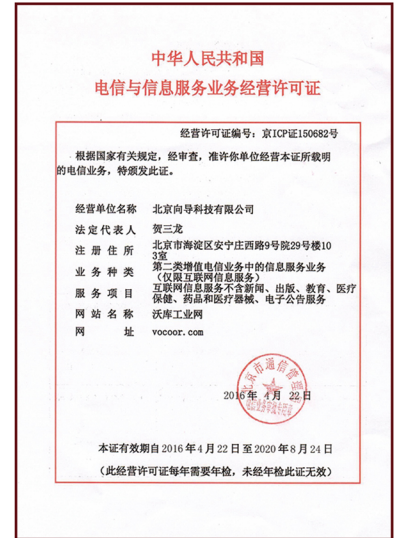 中华人民共和国
电信与信息服务业务经营许可证
经营许可证编号：京ICP证150682号
根据国家有关规定，经审查，准许你单位经营本证所载明
的电信业务，特颁发此证。
经营单位名称 北京向导科技有限公司
法定代表人 贺三龙
注册住所 北京市海淀区安宁庄西路9号院29号楼10
3室
业务种类 第二类增值电信业务中的信息服务业务
（仅限互联网信息服务）
服务项目 互联网信息服务不含新闻、出版、教育、医疗
保健、药品和医疗器械、电子公告服务
网站名称 沃库工业网
网址 vocoor.com
北京市通信管理局
2016年 4月 22日
本证有效期自2016年4月22日至2020年8月24日
（此经营许可证每年需要年检，未经年检此证无效）